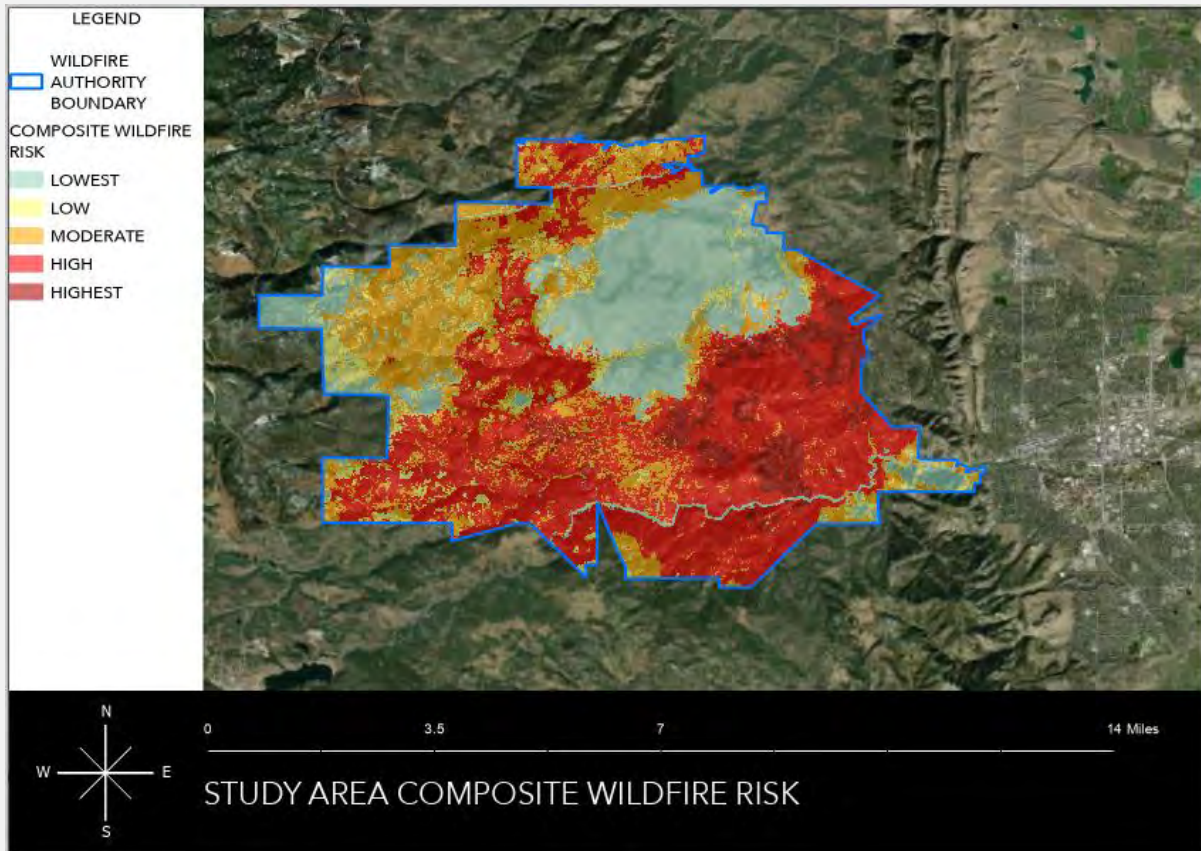 LEGEND
WILDFIRE
AUTHORITY
BOUNDARY
COMPOSITE WILDFIRE
RISK
LOWEST
LOW
MODERATE
HIGH
HIGHEST
N
W E
S
0 3.5 7 14 Miles
STUDY AREA COMPOSITE WILDFIRE RISK